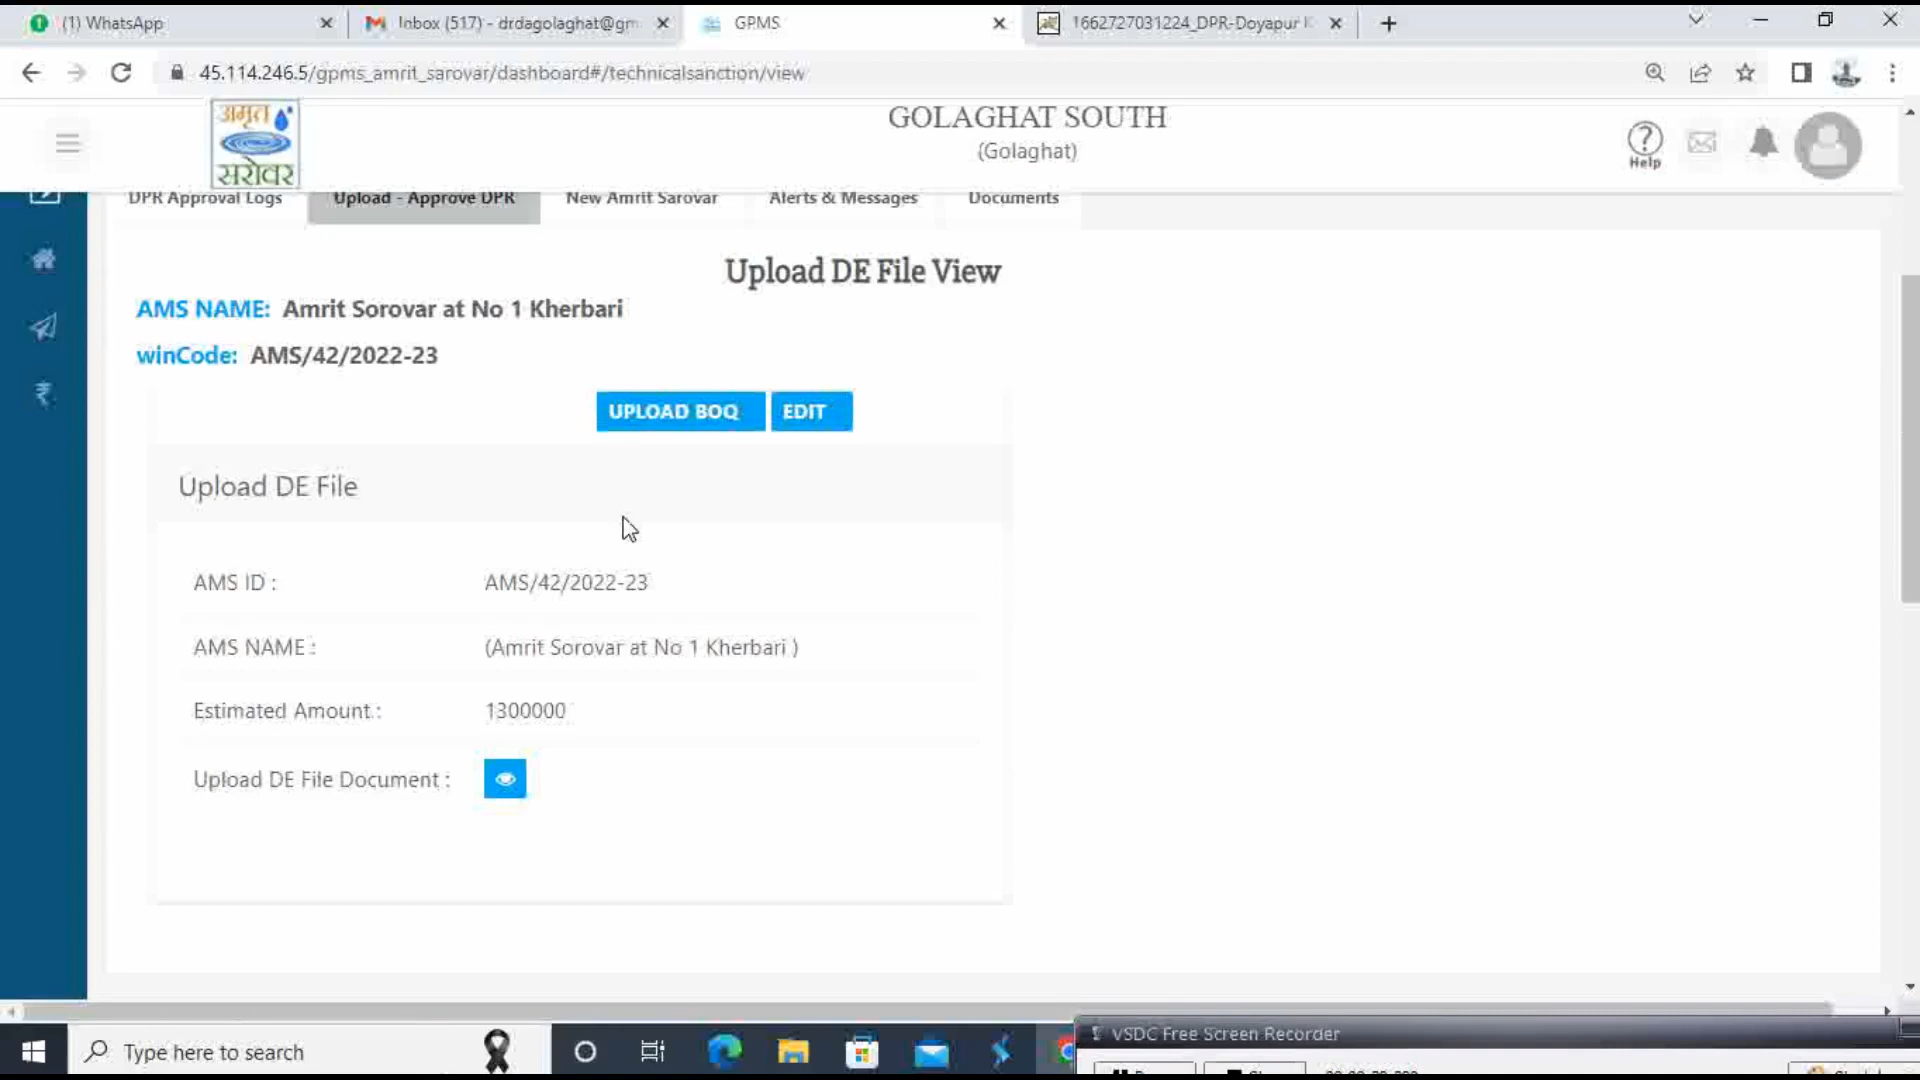 (1) WhatsApp
Inbox (517) - drdagolaghat@gm
GPMS
1662727031224_DPR-Doyapur
45.114.246.5/gpms_amrit_sarovar/dashboard#/technicalsanction/view
अमृत
सरोवर
GOLAGHAT SOUTH
(Golaghat)
Help
DPR Approval Logs
Upload - Approve DPR
New Amrit Sarovar
Alerts & Messages
Documents
Upload DE File View
AMS NAME: Amrit Sorovar at No 1 Kherbari
winCode: AMS/42/2022-23
UPLOAD BOQ
EDIT
Upload DE File
AMS ID : AMS/42/2022-23
AMS NAME : (Amrit Sorovar at No 1 Kherbari )
Estimated Amount : 1300000
Upload DE File Document :
Type here to search
VSDC Free Screen Recorder